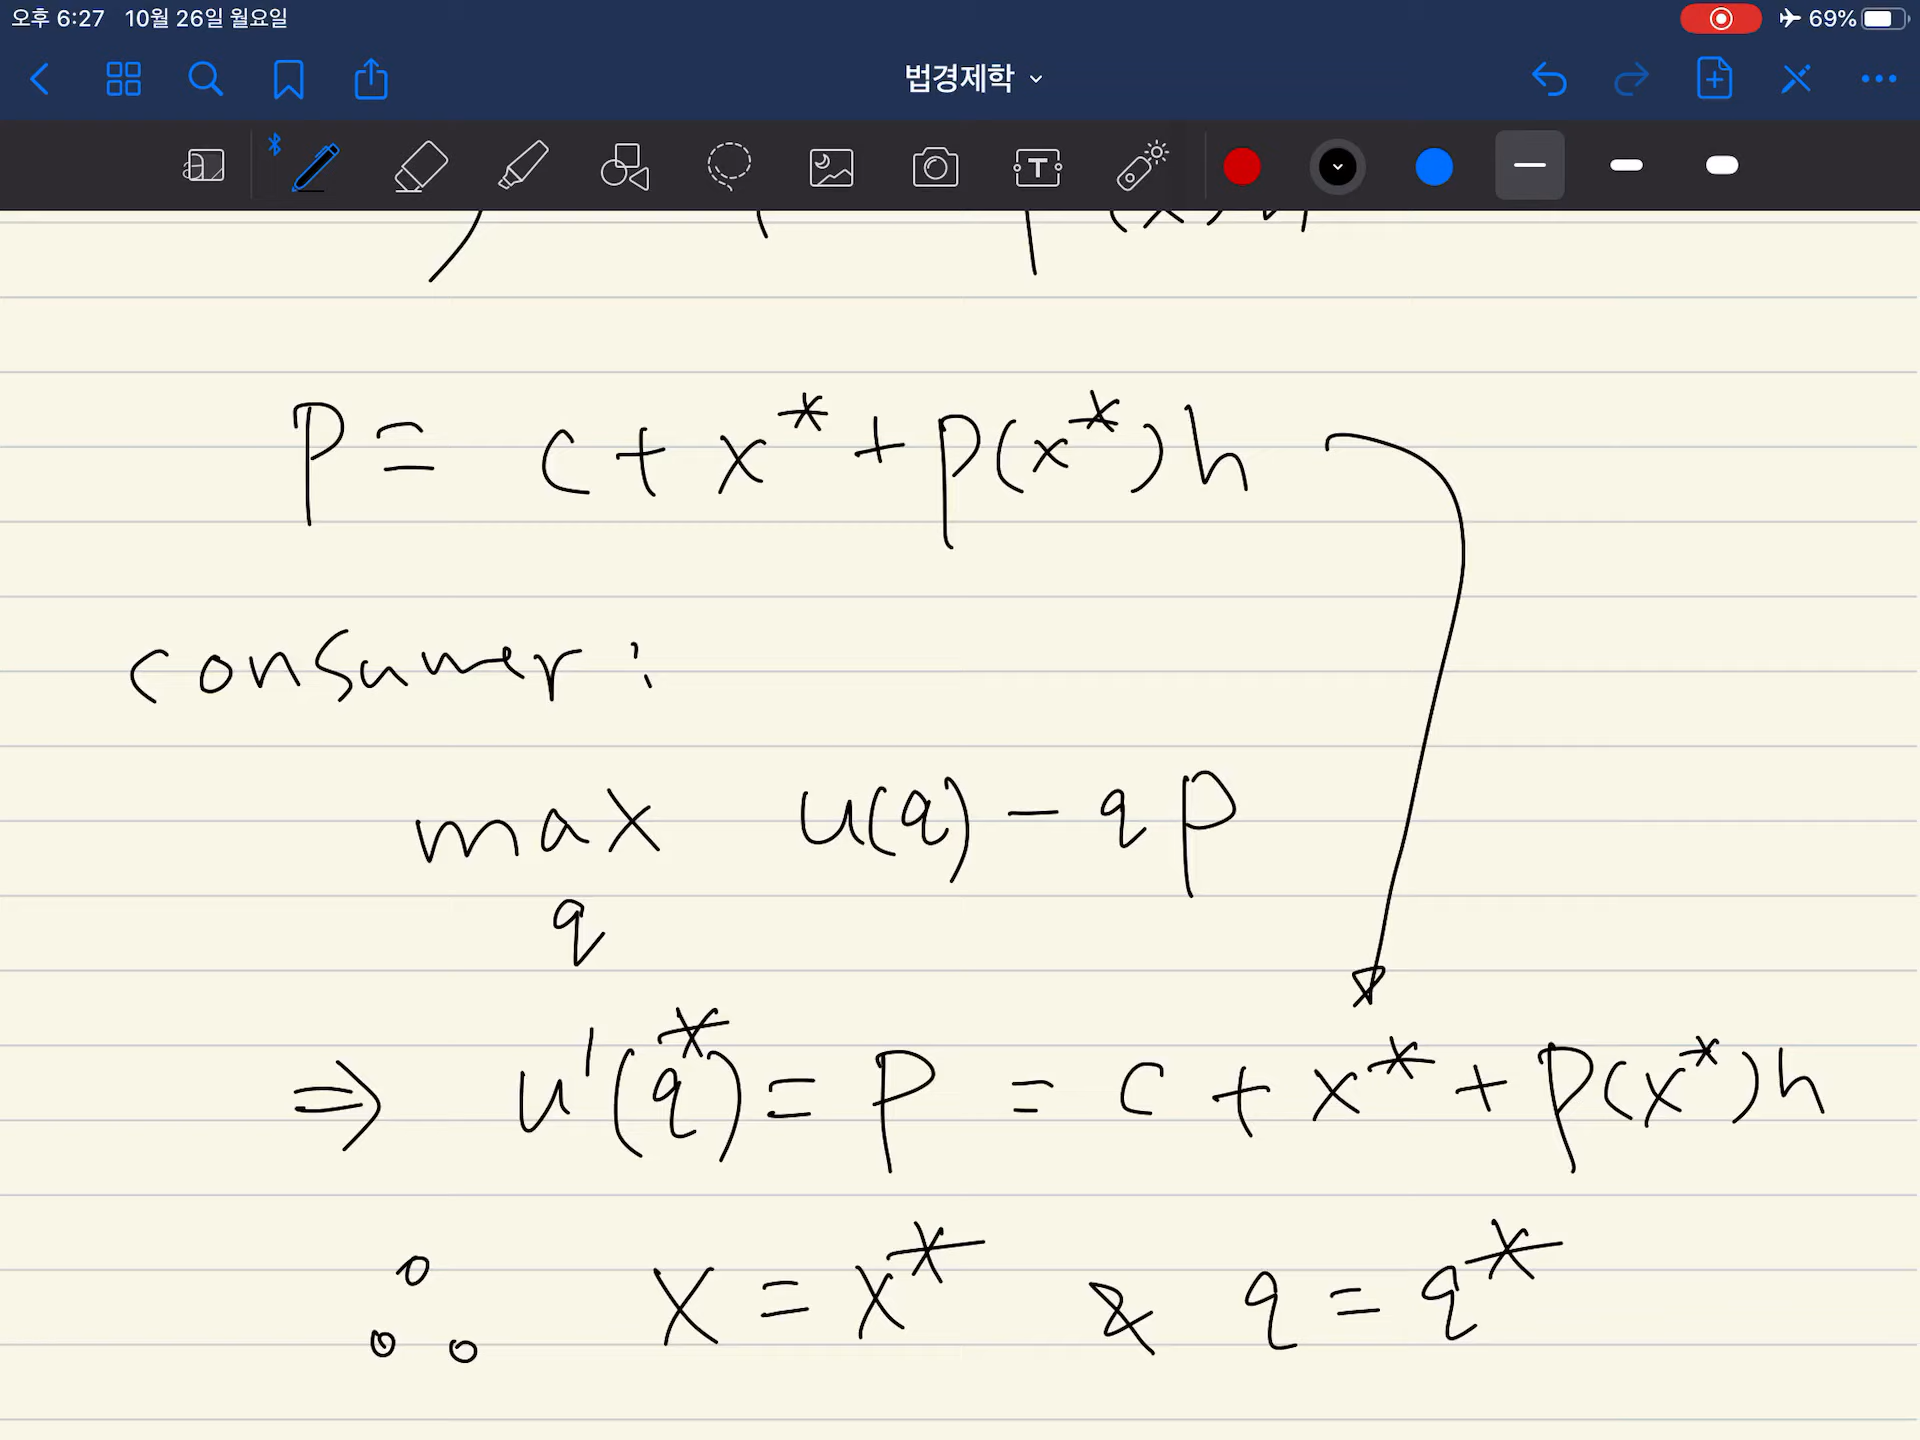 오후 6:27 10월 26일 월요일 69%
법경제학
T
p(x)h
P = c + x* + p(x*)h
consumer :
max u(q) - q P
q
⇒ u'(q*) = P = c + x* + P(x*)h
∴ x = x* & q = q*